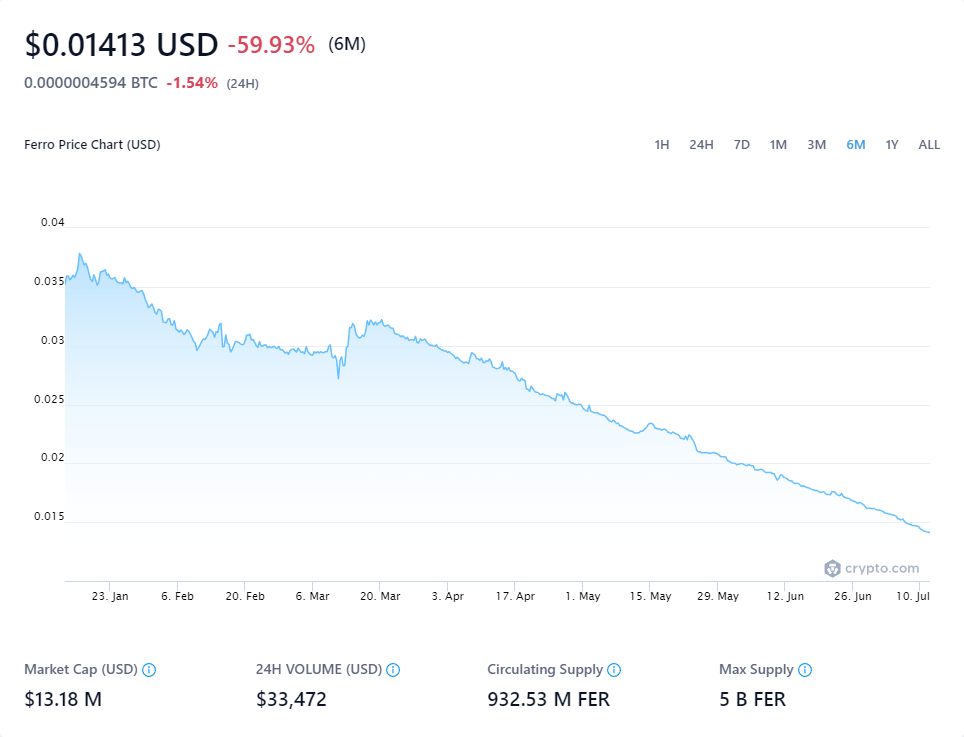 $0.01413 USD -59.93% (6M)
0.0000004594 BTC -1.54% (24H)
Ferro Price Chart (USD) 1H 24H 7D 1M 3M 6M 1Y ALL
0.04
0.035
0.03
0.025
0.02
0.015
crypto.com
23. Jan 6. Feb 20. Feb 6. Mar 20. Mar 3. Apr 17. Apr 1. May 15. May 29. May 12. Jun 26. Jun 10. Jul
Market Cap (USD) 24H VOLUME (USD) Circulating Supply Max Supply
$13.18 M $33,472 932.53 M FER 5 B FER